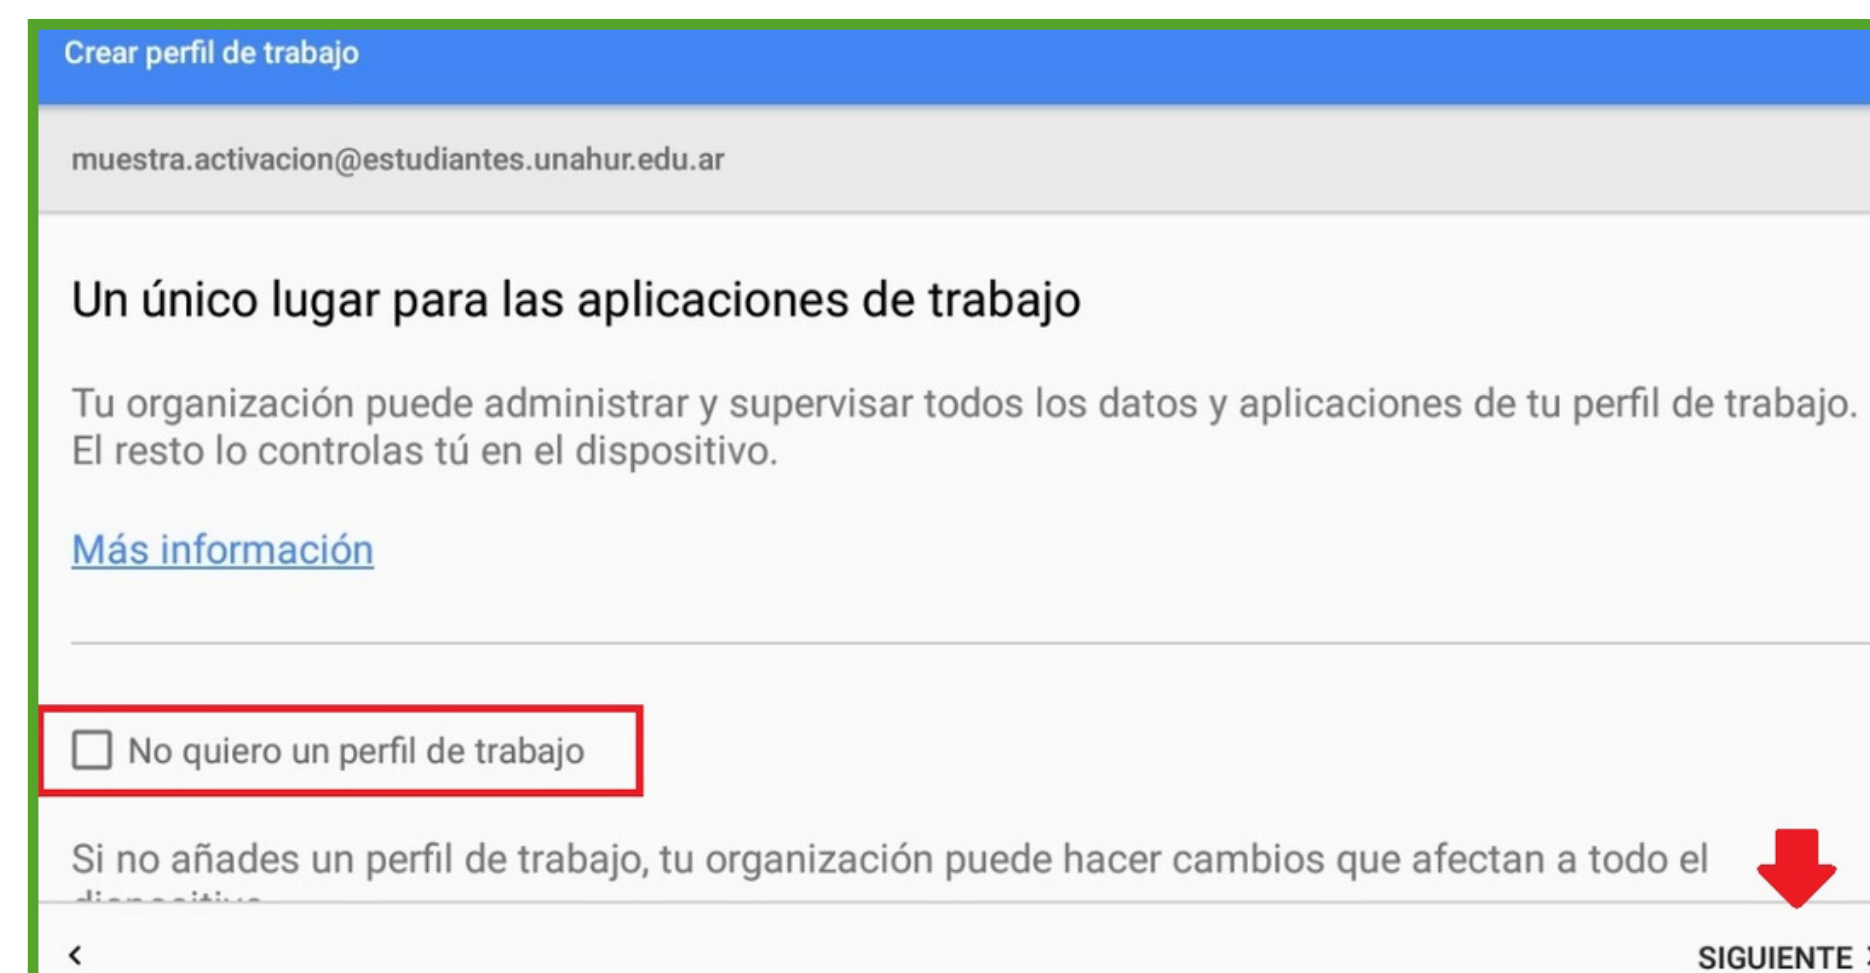 Crear perfil de trabajo
muestra.activacion@estudiantes.unahur.edu.ar
Un único lugar para las aplicaciones de trabajo
Tu organización puede administrar y supervisar todos los datos y aplicaciones de tu perfil de trabajo.
El resto lo controlas tú en el dispositivo.
Más información
No quiero un perfil de trabajo
Si no añades un perfil de trabajo, tu organización puede hacer cambios que afectan a todo el
SIGUIENTE